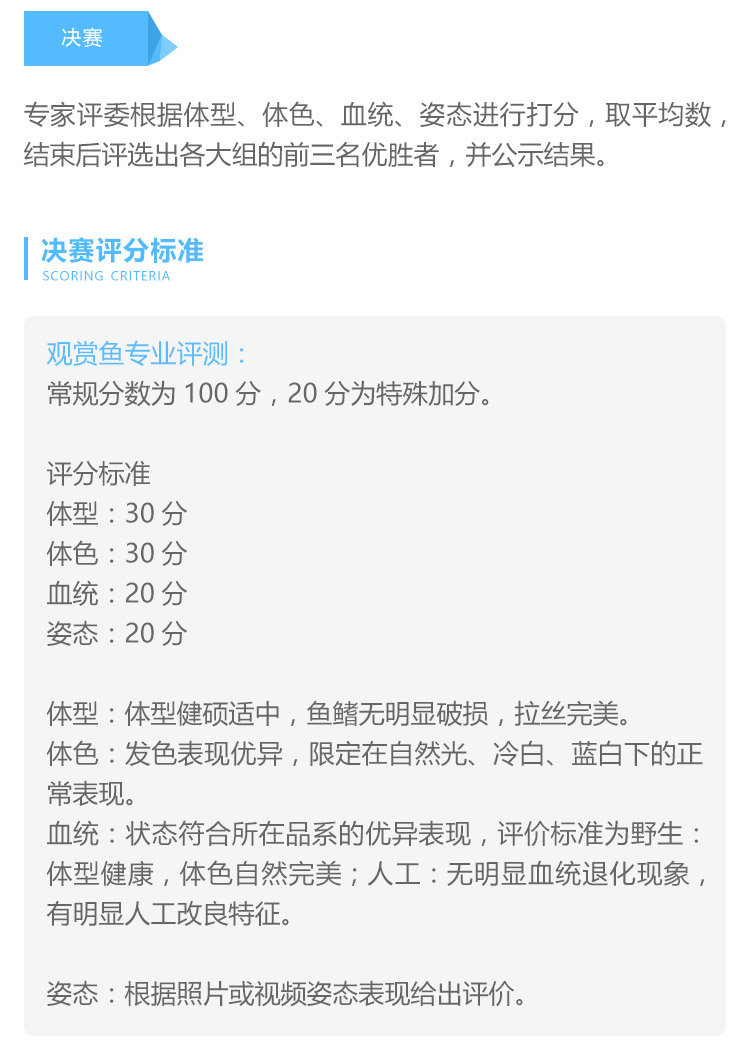 决赛
专家评委根据体型、体色、血统、姿态进行打分，取平均数，
结束后评选出各大组的前三名优胜者，并公示结果。
决赛评分标准
SCORING CRITERIA
观赏鱼专业评测：
常规分数为 100 分，20 分为特殊加分。
评分标准
体型：30 分
体色：30 分
血统：20 分
姿态：20 分
体型：体型健硕适中，鱼鳍无明显破损，拉丝完美。
体色：发色表现优异，限定在自然光、冷白、蓝白下的正
常表现。
血统：状态符合所在品系的优异表现，评价标准为野生：
体型健康，体色自然完美；人工：无明显血统退化现象，
有明显人工改良特征。
姿态：根据照片或视频姿态表现给出评价。